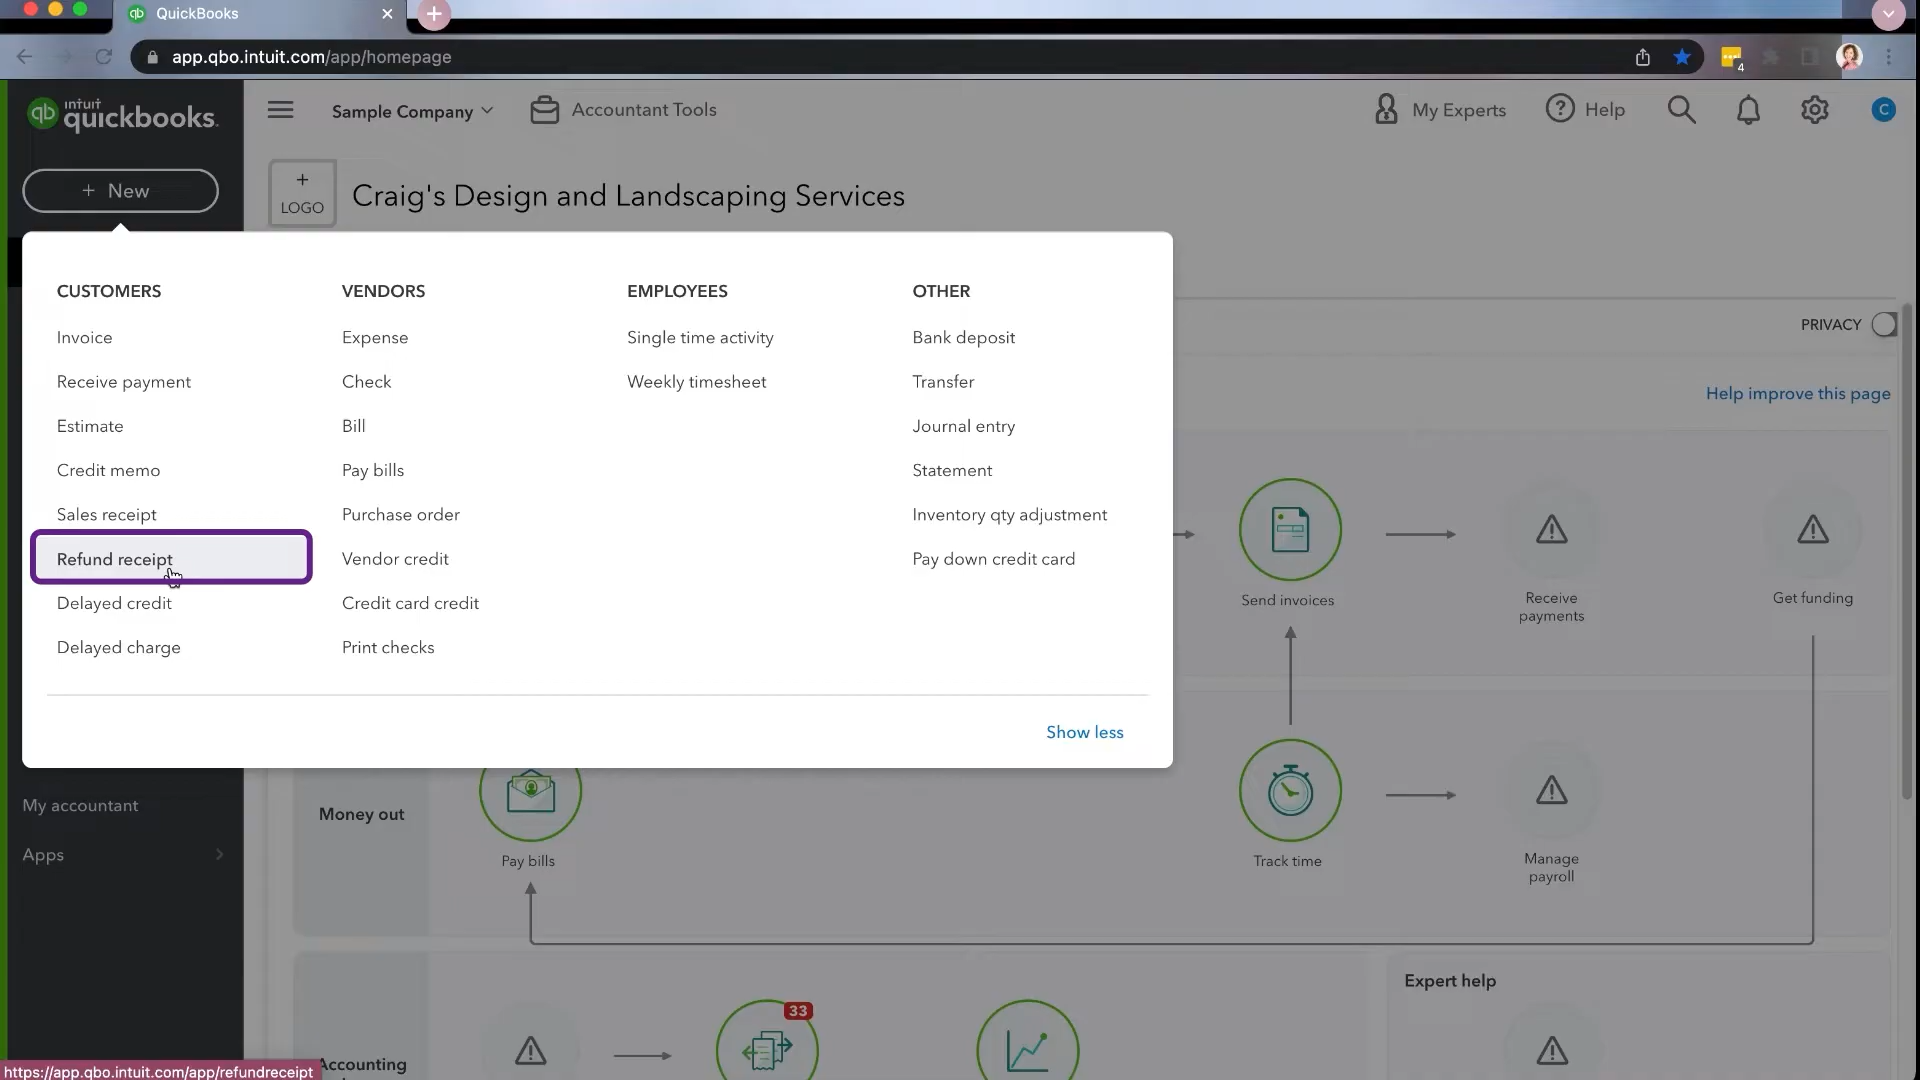 QuickBooks
app.qbo.intuit.com/app/homepage
4
intuit
quickbooks.
Sample Company
Accountant Tools
My Experts
Help
C
+ New
+
LOGO
Craig's Design and Landscaping Services
CUSTOMERS
Invoice
Receive payment
Estimate
Credit memo
Sales receipt
Refund receipt
Delayed credit
Delayed charge
VENDORS
Expense
Check
Bill
Pay bills
Purchase order
Vendor credit
Credit card credit
Print checks
EMPLOYEES
Single time activity
Weekly timesheet
OTHER
Bank deposit
Transfer
Journal entry
Statement
Inventory qty adjustment
Pay down credit card
Show less
PRIVACY
Help improve this page
Send invoices
Receive
payments
Get funding
My accountant
Apps
Money out
Pay bills
Track time
Manage
payroll
Expert help
33
Accounting
https://app.qbo.intuit.com/app/refundreceipt